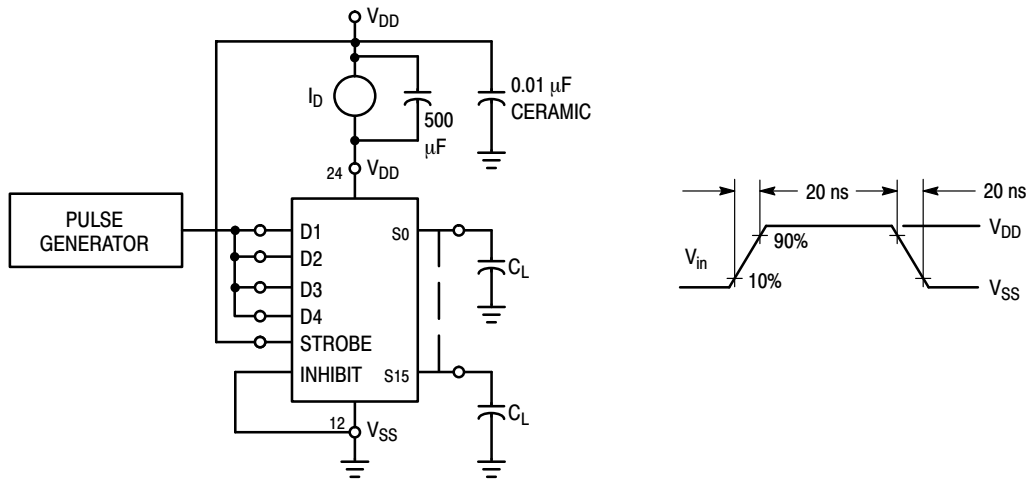 V_DD
I_D
500
μF
0.01 μF
CERAMIC
24
V_DD
PULSE
GENERATOR
D1
D2
D3
D4
STROBE
INHIBIT
S0
S15
C_L
C_L
12
V_SS
20 ns
20 ns
V_in
90%
10%
V_DD
V_SS